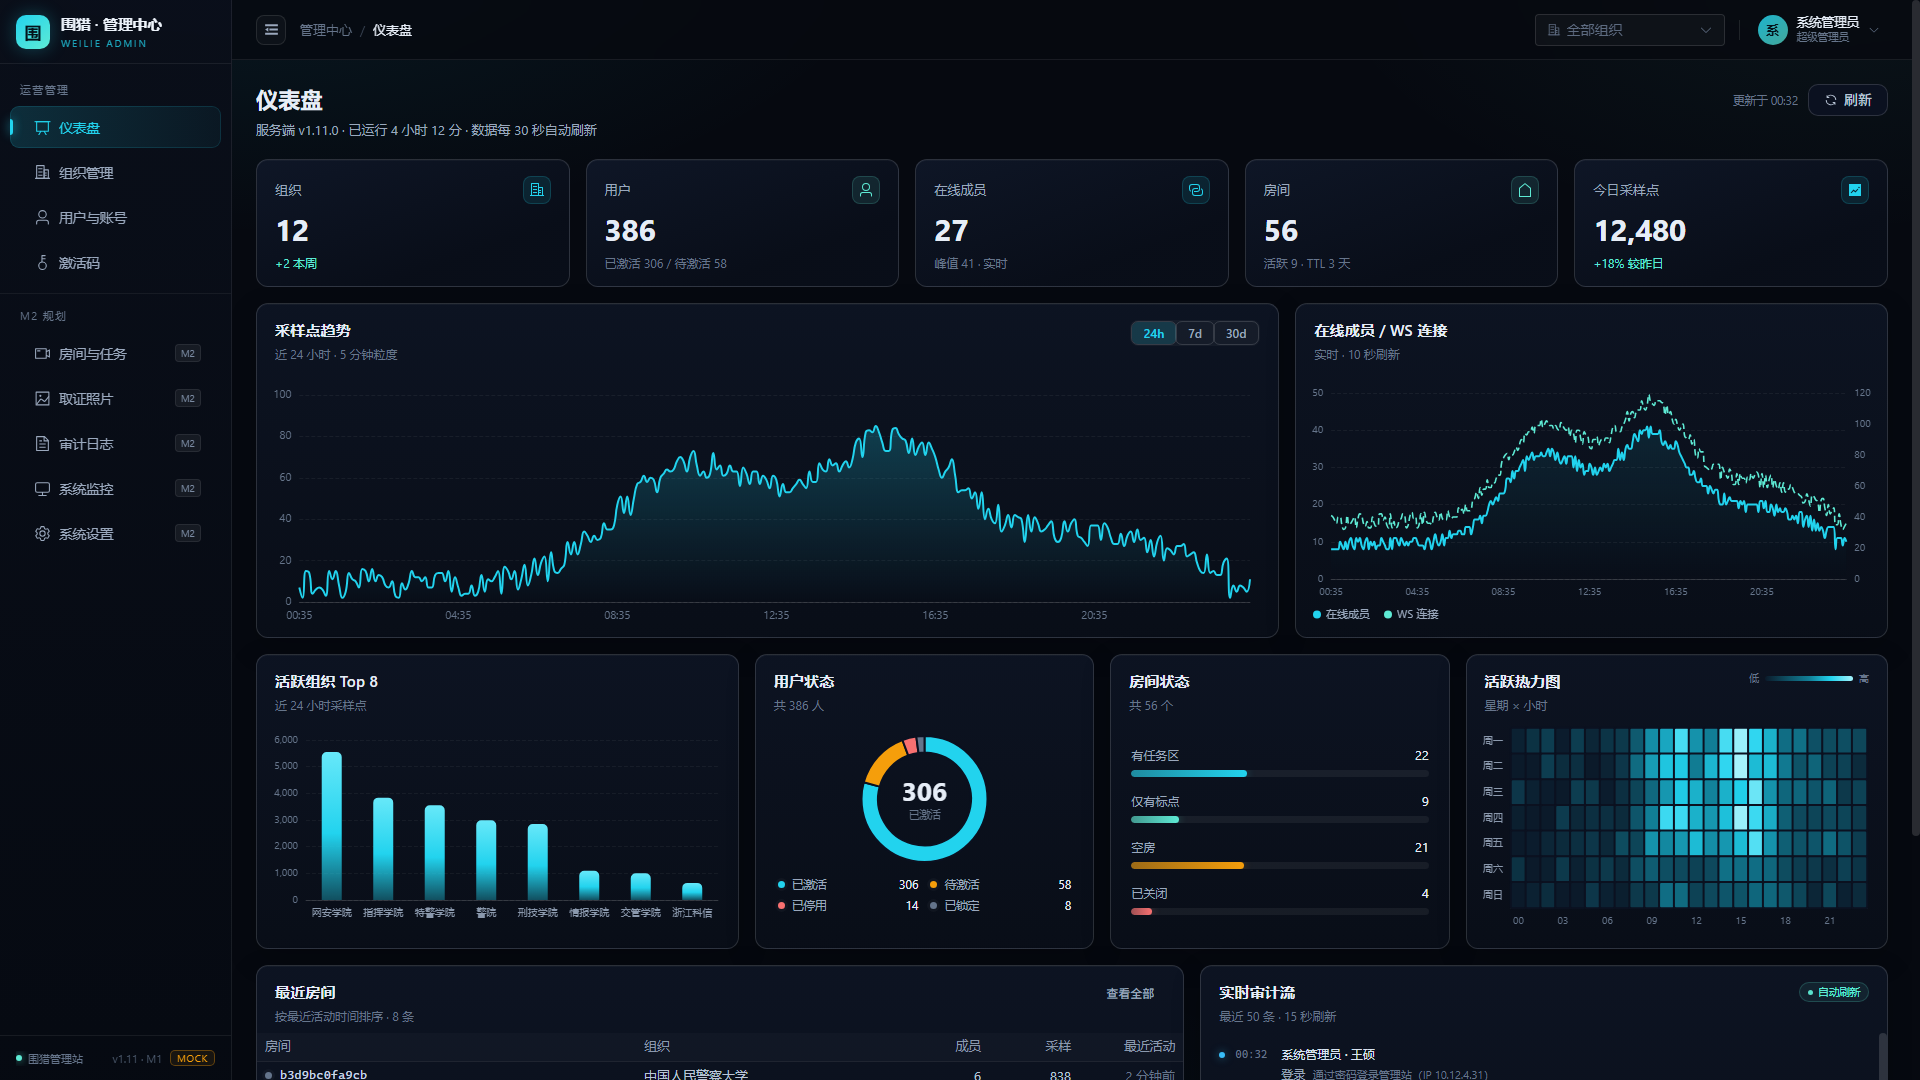 围猎 · 管理中心
WEILIE ADMIN
运营管理
仪表盘
组织管理
用户与账号
激活码
M2 规划
房间与任务 M2
取证照片 M2
审计日志 M2
系统监控 M2
系统设置 M2
围猎管理站 v1.11 · M1 MOCK
管理中心 / 仪表盘
全部组织
系 系统管理员
超级管理员
仪表盘
服务端 v1.11.0 · 已运行 4 小时 12 分 · 数据每 30 秒自动刷新
更新于 00:32 刷新
组织
12
+2 本周
用户
386
已激活 306 / 待激活 58
在线成员
27
峰值 41 · 实时
房间
56
活跃 9 · TTL 3 天
今日采样点
12,480
+18% 较昨日
采样点趋势
近 24 小时 · 5 分钟粒度
24h 7d 30d
100
80
60
40
20
0
00:35 04:35 08:35 12:35 16:35 20:35
在线成员 / WS 连接
实时 · 10 秒刷新
50 120
100
40
80
30
60
20
40
10
20
0 0
00:35 04:35 08:35 12:35 16:35 20:35
在线成员 WS 连接
活跃组织 Top 8
近 24 小时采样点
6,000
5,000
4,000
3,000
2,000
1,000
0
网安学院 指挥学院 特警学院 警院 刑技学院 情报学院 交管学院 浙江科信
用户状态
共 386 人
306
已激活
已激活 306 待激活 58
已停用 14 已锁定 8
房间状态
共 56 个
有任务区 22
仅有标点 9
空房 21
已关闭 4
活跃热力图
星期 × 小时
低 高
周一
周二
周三
周四
周五
周六
周日
00 03 06 09 12 15 18 21
最近房间
按最近活动时间排序 · 8 条
查看全部
房间 组织 成员 采样 最近活动
b3d9bc0fa9cb 中国人民警察大学 6 838 2 分钟前
实时审计流
最近 50 条 · 15 秒刷新
自动刷新
00:32 系统管理员 · 王硕
登录 通过密码登录管理站 (IP 10.12.4.31)